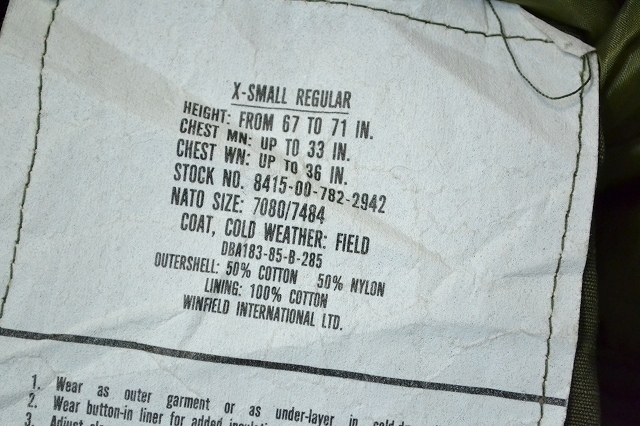 X-SMALL REGULAR
HEIGHT: FROM 67 TO 71 IN.
CHEST MN: UP TO 33 IN.
CHEST WN: UP TO 36 IN.
STOCK NO. 8415-00-782-2942
NATO SIZE: 7080/7484
COAT, COLD WEATHER: FIELD
DBA183-85-B-285
OUTERSHELL: 50% COTTON 50% NYLON
LINING: 100% COTTON
WINFIELD INTERNATIONAL LTD.
1. Wear as outer garment or as under-layer in
2. Wear button-in liner for added
3. Adjust